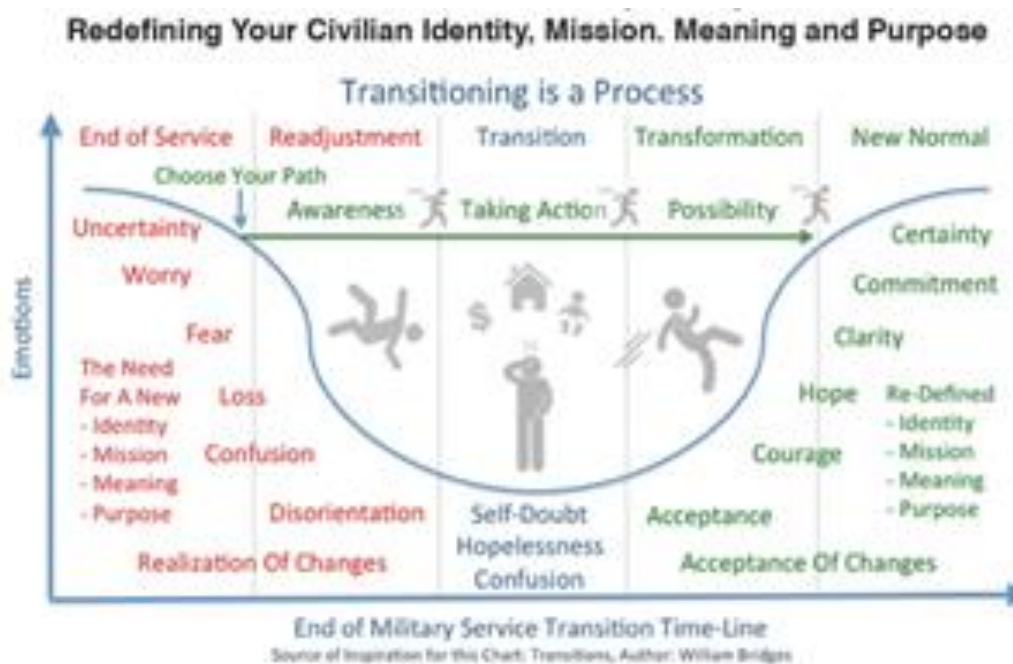 Redefining Your Civilian Identity, Mission. Meaning and Purpose
Transitioning is a Process
End of Service
Readjustment
Transition
Transformation
New Normal
Choose Your Path
Awareness
Taking Action
Possibility
Uncertainty
Worry
Fear
The Need
For A New
- Identity
- Mission
- Meaning
- Purpose
Loss
Confusion
Disorientation
Realization Of Changes
$
Self-Doubt
Hopelessness
Confusion
Certainty
Commitment
Clarity
Hope
Courage
Acceptance
Re-Defined
- Identity
- Mission
- Meaning
- Purpose
Acceptance Of Changes
Emotions
End of Military Service Transition Time-Line
Source of Inspiration for this Chart: Transitions, Author: William Bridges